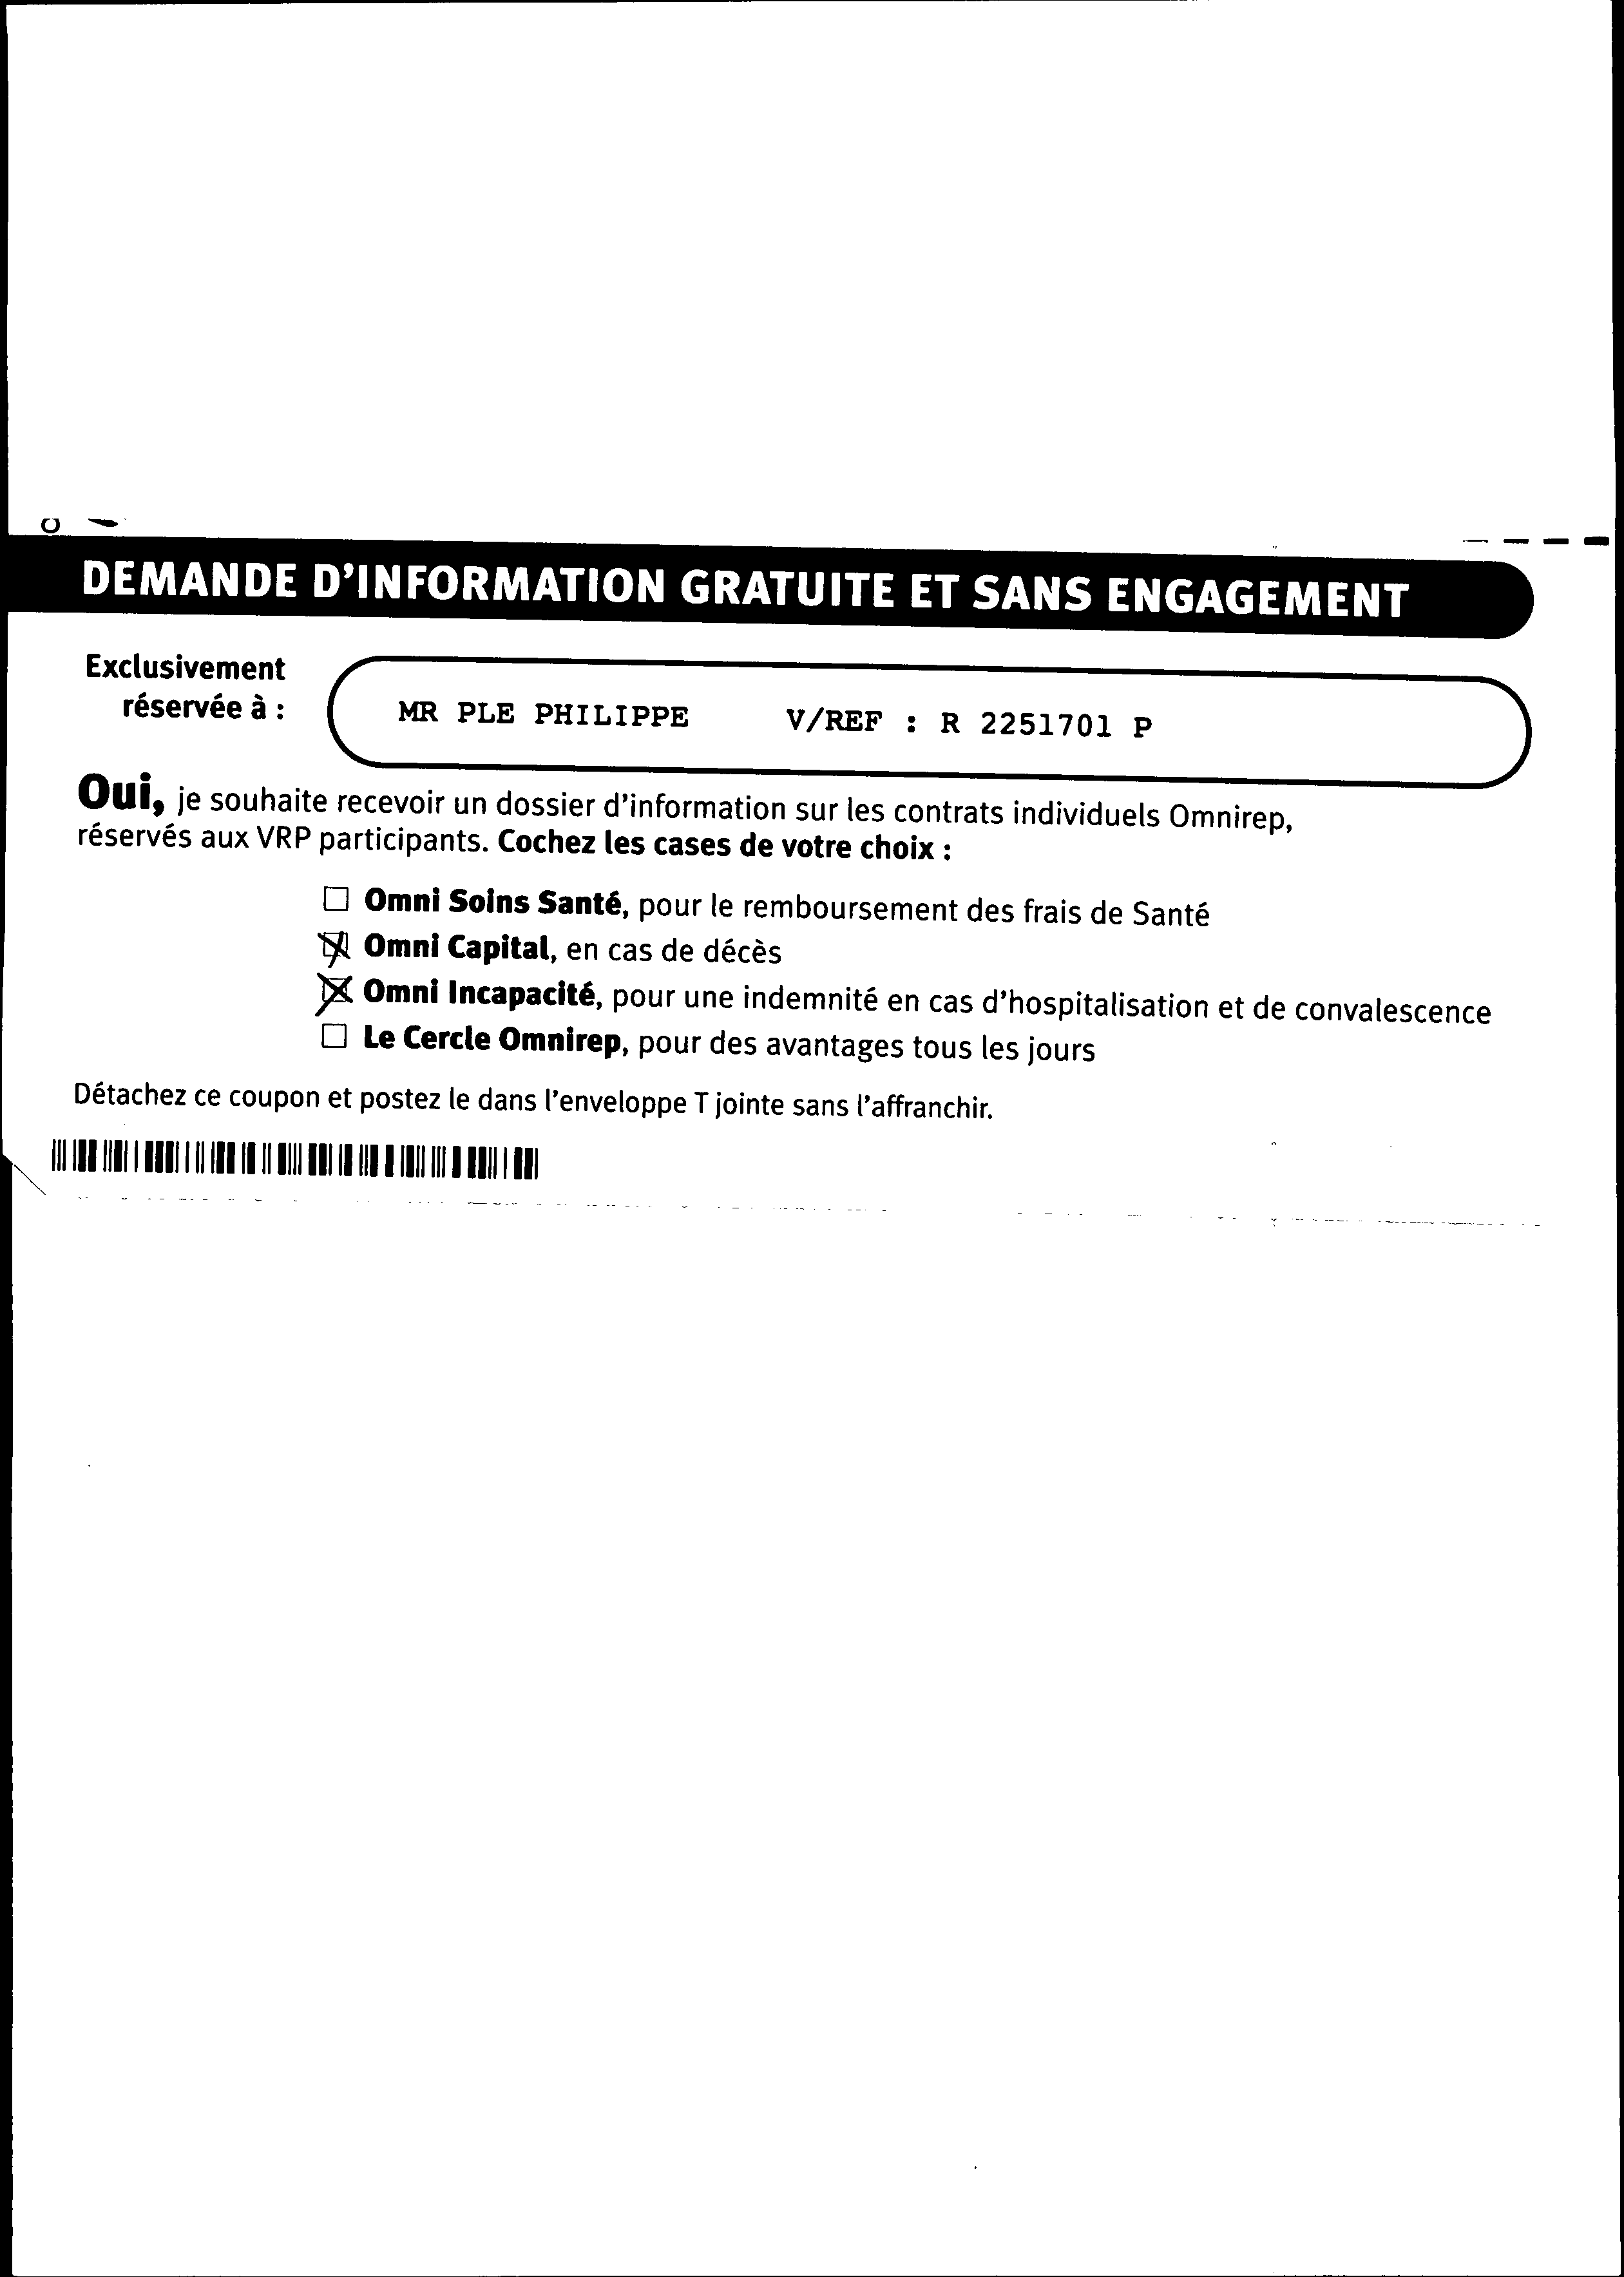 DEMANDE D'INFORMATION GRATUITE ET SANS ENGAGEMENT
Exclusivement
réservée à :
MR PLE PHILIPPE V/REF : R 2251701 P
Oui, je souhaite recevoir un dossier d'information sur les contrats individuels Omnirep,
réservés aux VRP participants. Cochez les cases de votre choix :
Omni Soins Santé, pour le remboursement des frais de Santé
Omni Capital, en cas de décès
Omni Incapacité, pour une indemnité en cas d'hospitalisation et de convalescence
Le Cercle Omnirep, pour des avantages tous les jours
Détachez ce coupon et postez le dans l'enveloppe T jointe sans l'affranchir.